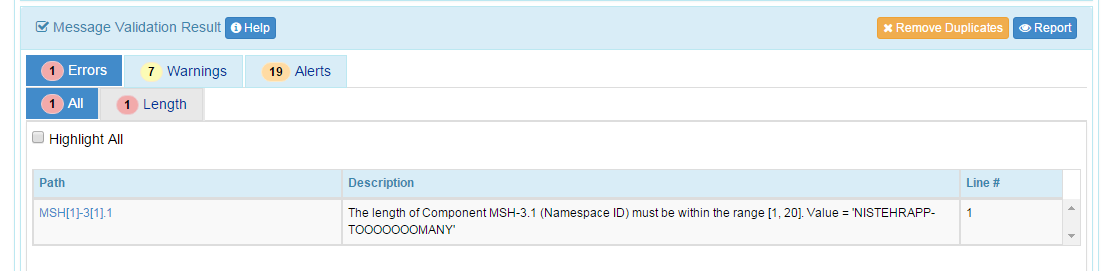 Message Validation Result Help Remove Duplicates Report
1 Errors 7 Warnings 19 Alerts
1 All 1 Length
Highlight All
Path Description Line #
MSH[1]-3[1].1 The length of Component MSH-3.1 (Namespace ID) must be within the range [1, 20]. Value = 'NISTEHRAPP- 1
TOOOOOOOMANY'